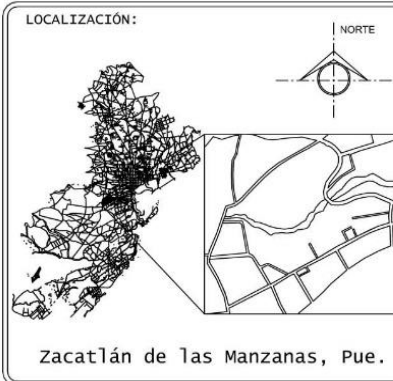 LOCALIZACIÓN:
NORTE
Zacatlán de las Manzanas, Pue.